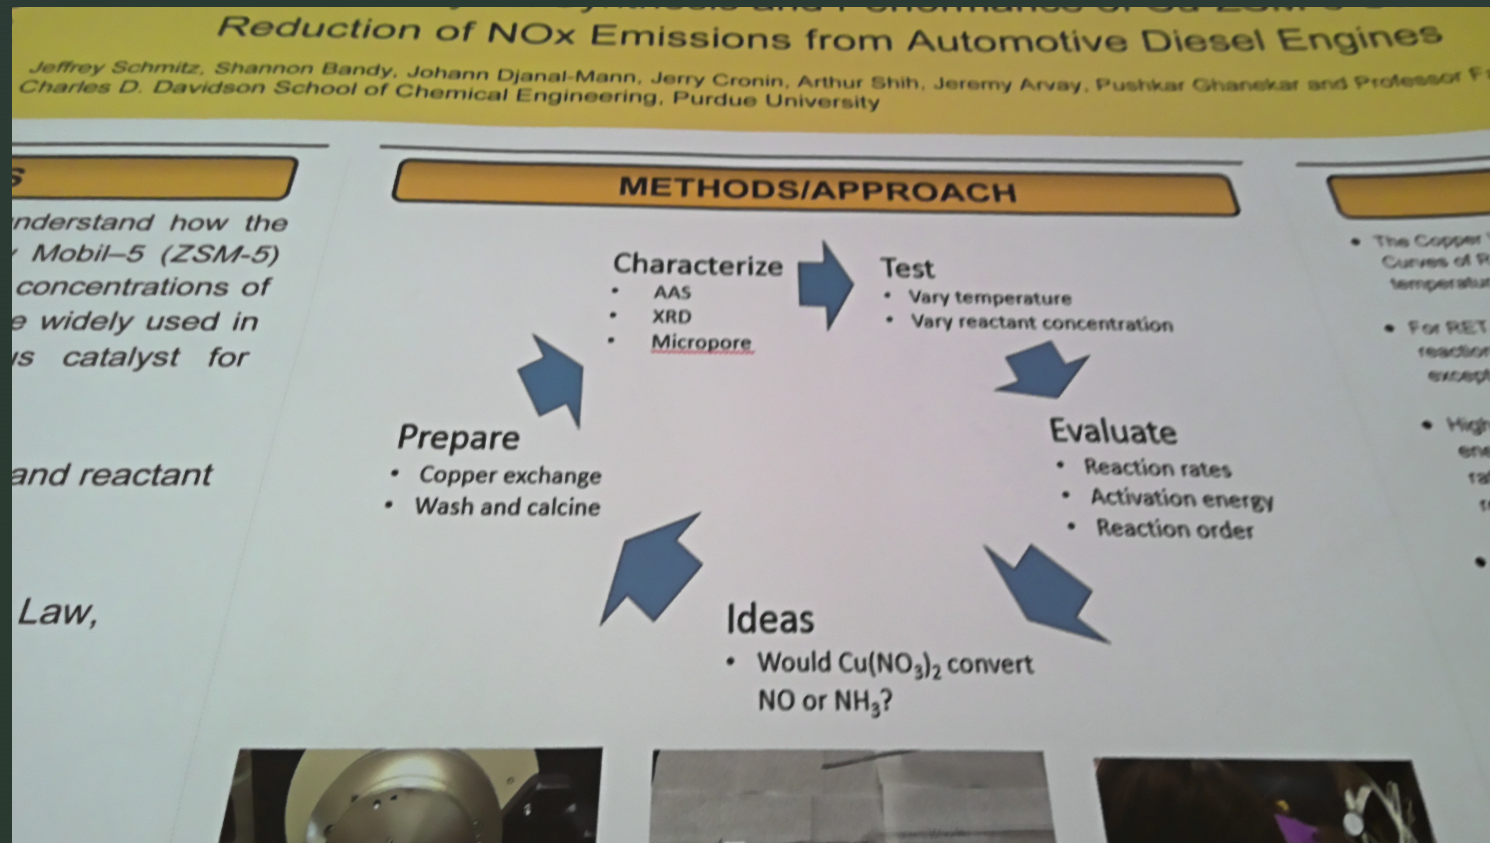 Reduction of NOx Emissions from Automotive Diesel Engines
Jeffrey Schmitz, Shannon Bandy, Johann Djanal-Mann, Jerry Cronin, Arthur Shih, Jeremy Arvay, Pushkar Ghanekar and Professor
Charles D. Davidson School of Chemical Engineering, Purdue University
how the
Mobil–5 (ZSM-5)
concentrations of
widely used in
catalyst for
and reactant
Law,
METHODS/APPROACH
Characterize
• AAS
• XRD
• Micropore
Test
• Vary temperature
• Vary reactant concentration
Evaluate
• Reaction rates
• Activation energy
• Reaction order
Ideas
• Would Cu(NO₃)₂ convert
NO or NH₃?
Prepare
• Copper exchange
• Wash and calcine
• The Copper
Curves of
• For RET
• High